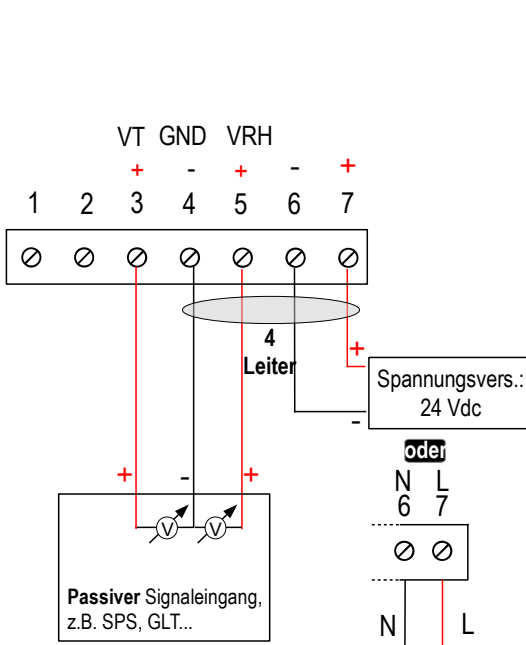 VT GND VRH
+ - + - +
1 2 3 4 5 6 7
4
Leiter
+
Spannungsvers.:
24 Vdc
-
oder
N L
6 7
+ - +
V V
Passiver Signaleingang,
z.B. SPS, GLT...
N L